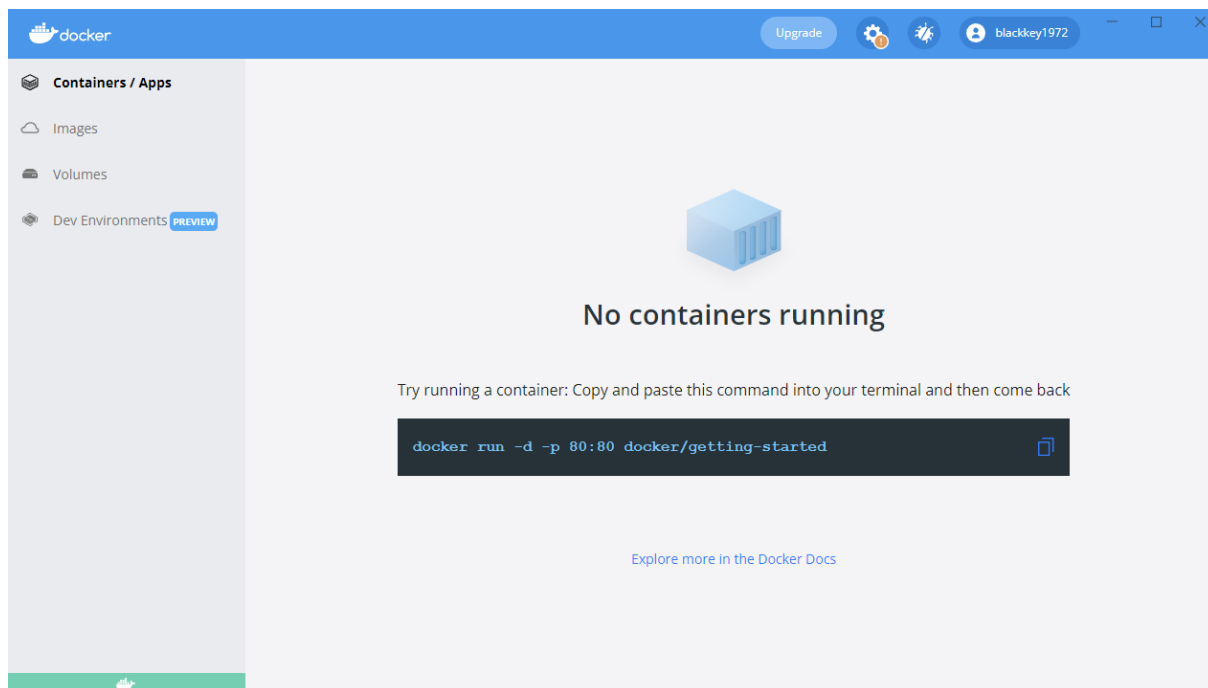 docker
Upgrade
blackkey1972
Containers / Apps
Images
Volumes
Dev Environments PREVIEW
No containers running
Try running a container: Copy and paste this command into your terminal and then come back
docker run -d -p 80:80 docker/getting-started
Explore more in the Docker Docs